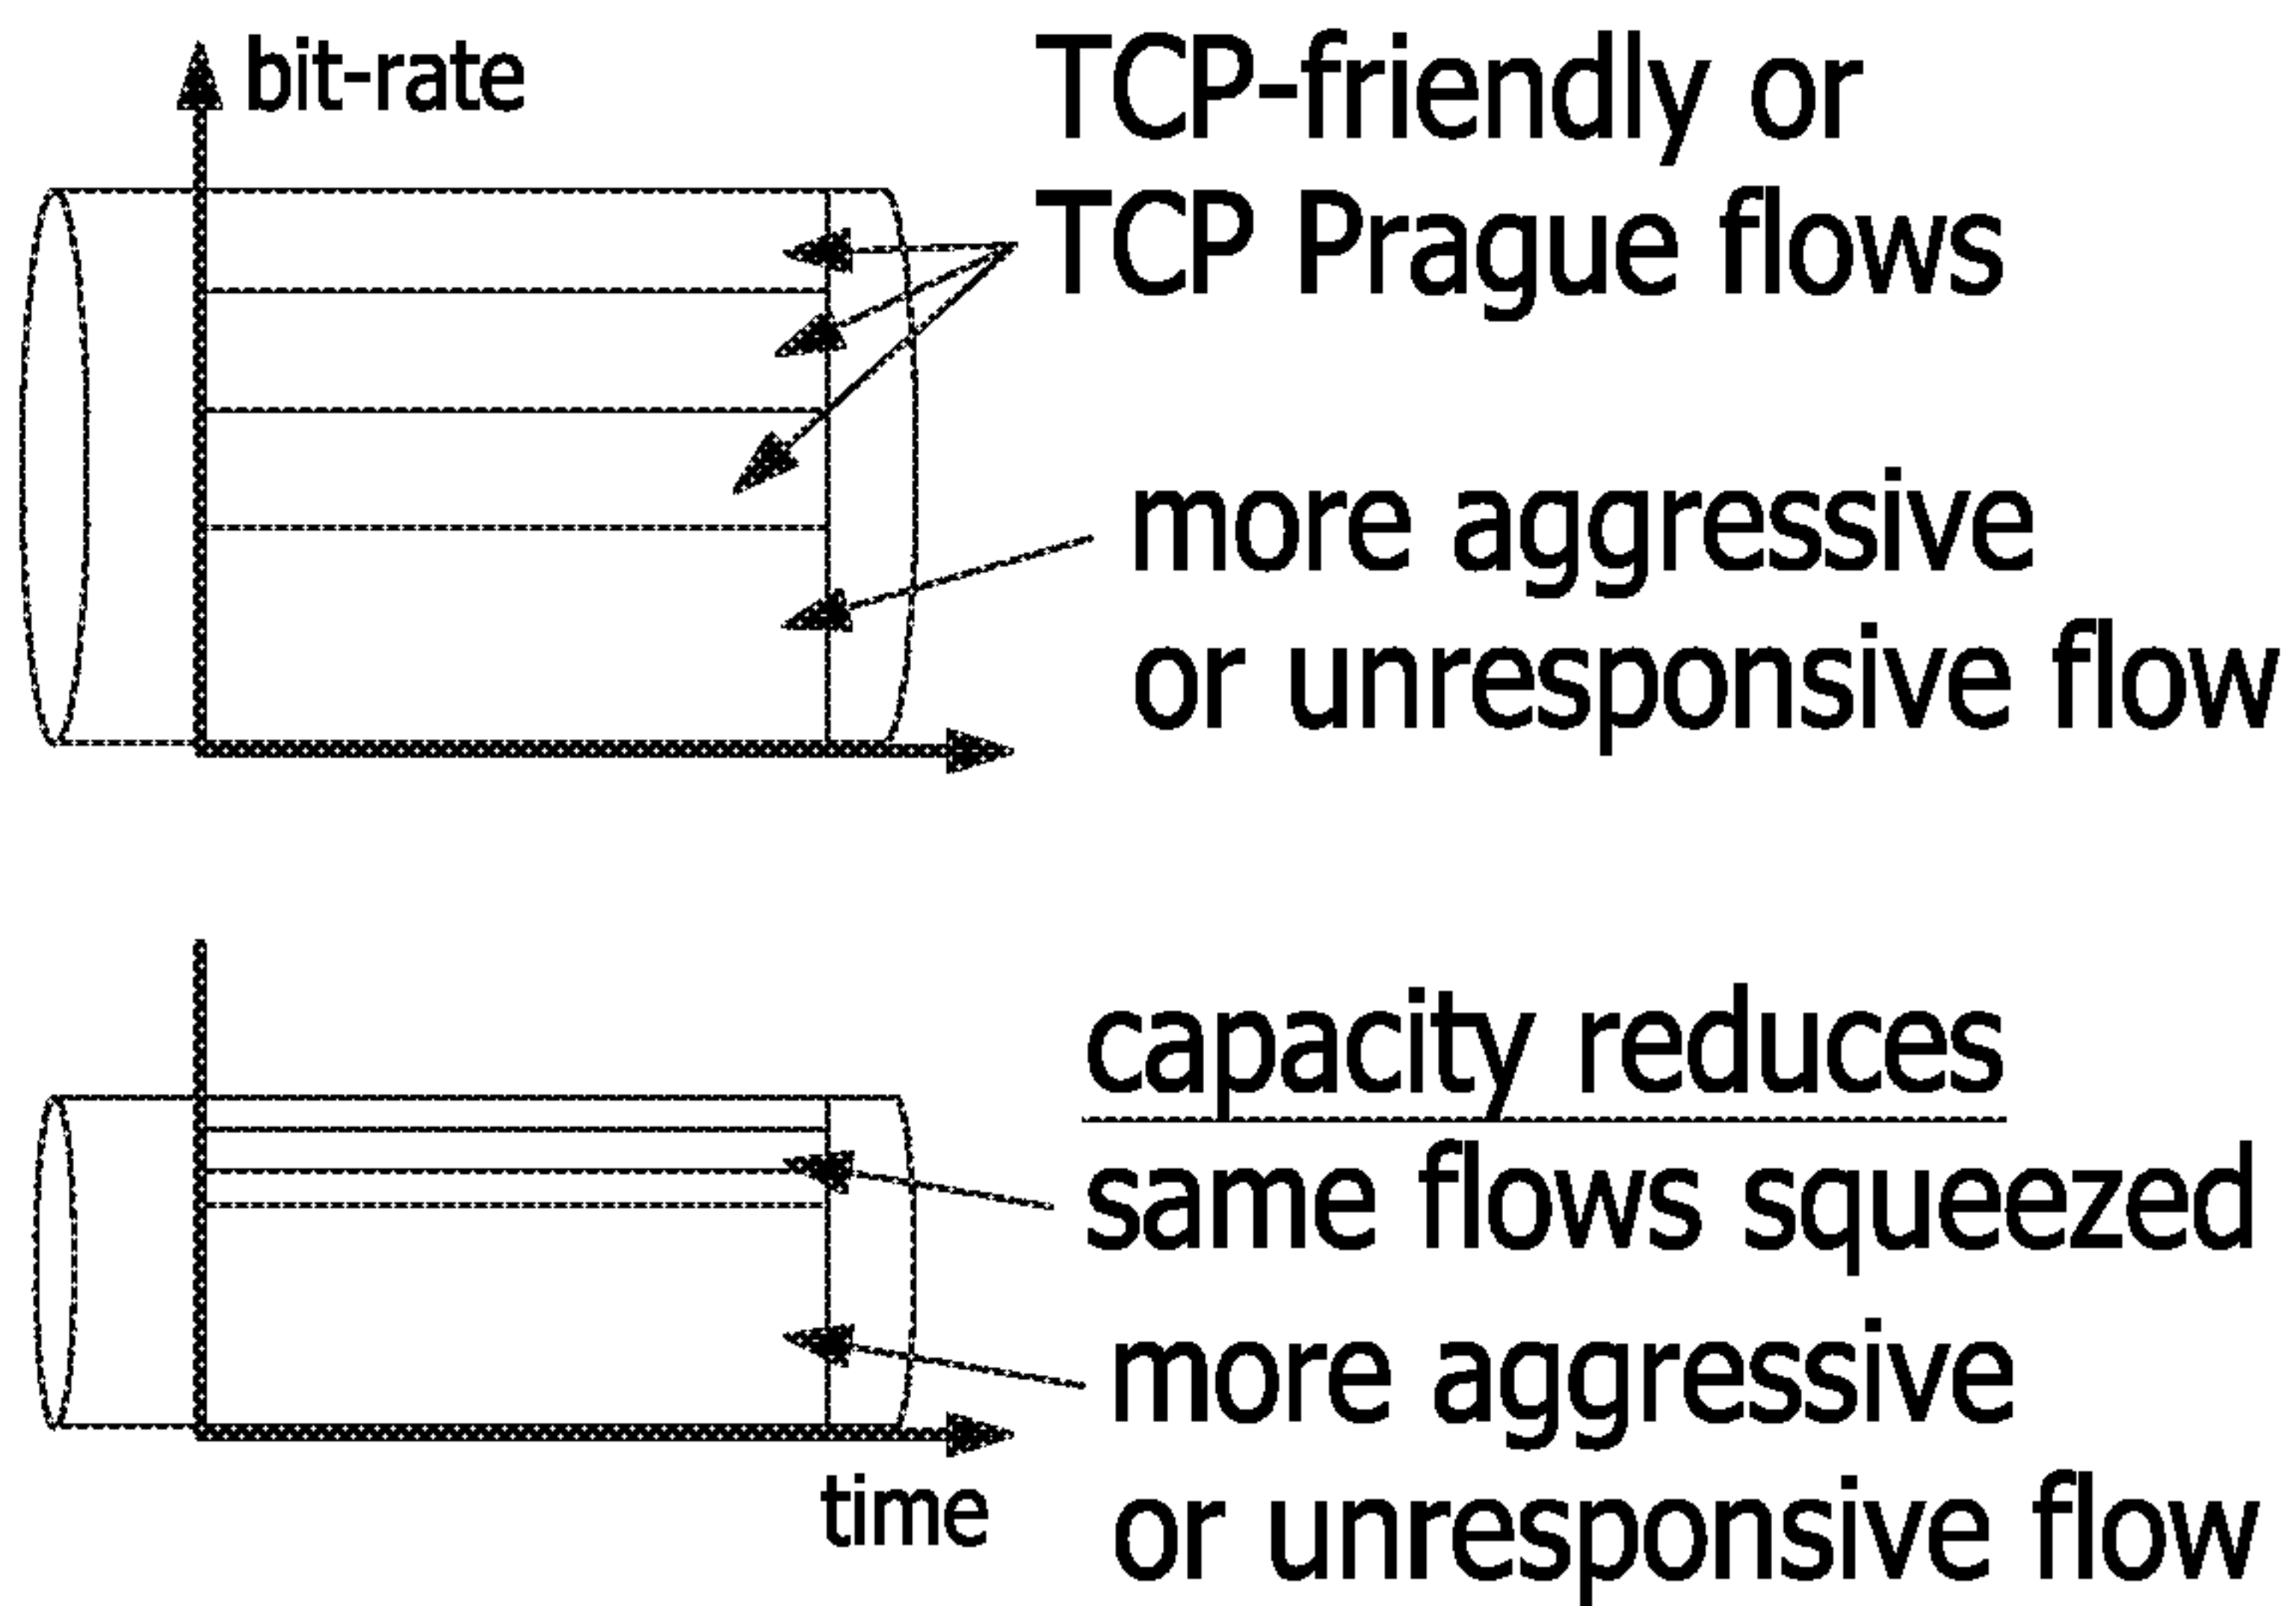 bit-rate
TCP-friendly or
TCP Prague flows
more aggressive
or unresponsive flow
capacity reduces
same flows squeezed
more aggressive
or unresponsive flow
time